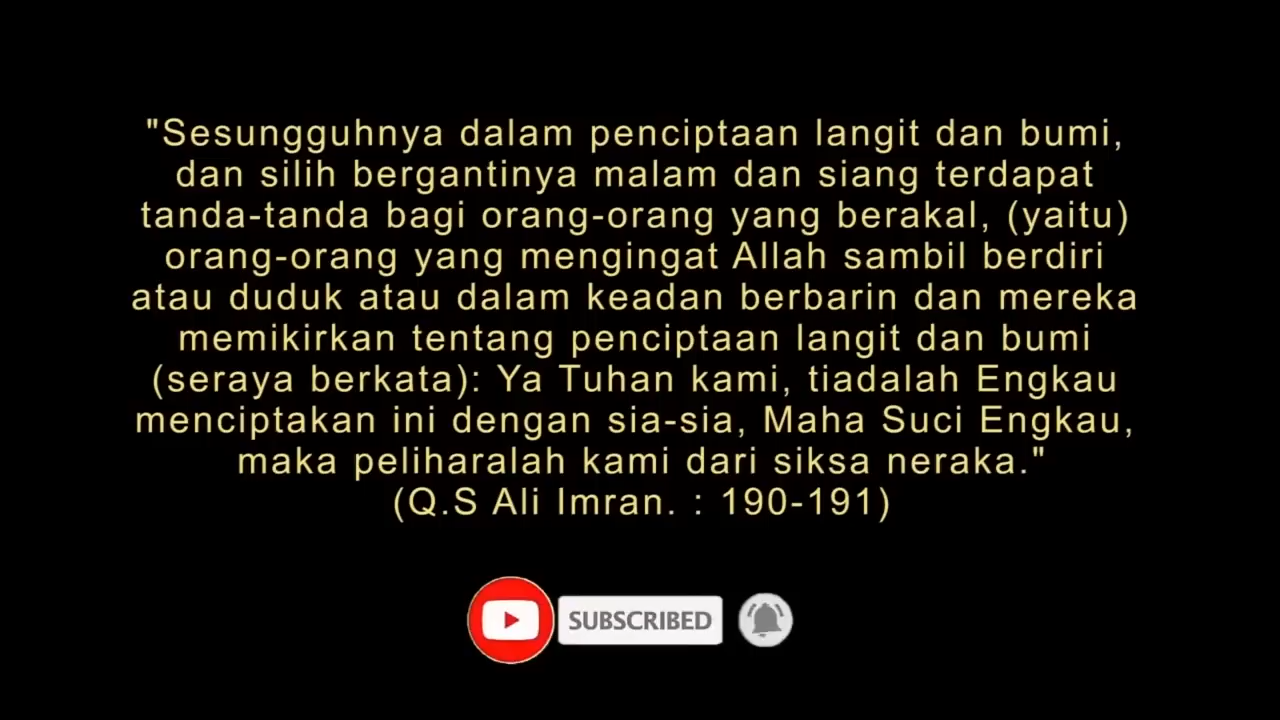 "Sesungguhnya dalam penciptaan langit dan bumi,
dan silih bergantinya malam dan siang terdapat
tanda-tanda bagi orang-orang yang berakal, (yaitu)
orang-orang yang mengingat Allah sambil berdiri
atau duduk atau dalam keadan berbarin dan mereka
memikirkan tentang penciptaan langit dan bumi
(seraya berkata): Ya Tuhan kami, tiadalah Engkau
menciptakan ini dengan sia-sia, Maha Suci Engkau,
maka peliharalah kami dari siksa neraka."
(Q.S Ali Imran. : 190-191)
SUBSCRIBED